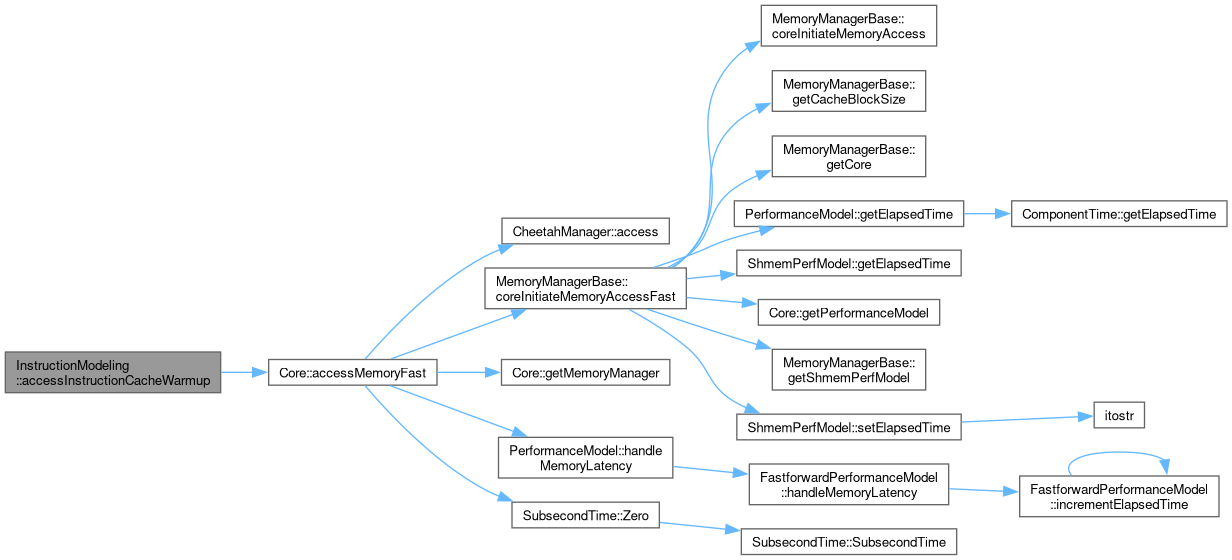 InstructionModeling
::accessInstructionCacheWarmup
Core::accessMemoryFast
CheetahManager::access
MemoryManagerBase::
coreInitiateMemoryAccessFast
Core::getMemoryManager
PerformanceModel::handle
MemoryLatency
SubsecondTime::Zero
MemoryManagerBase::
coreInitiateMemoryAccess
MemoryManagerBase::
getCacheBlockSize
MemoryManagerBase::
getCore
PerformanceModel::getElapsedTime
ShmemPerfModel::getElapsedTime
Core::getPerformanceModel
MemoryManagerBase::
getShmemPerfModel
ShmemPerfModel::setElapsedTime
FastforwardPerformanceModel
::handleMemoryLatency
SubsecondTime::SubsecondTime
ComponentTime::getElapsedTime
itostr
FastforwardPerformanceModel
::incrementElapsedTime